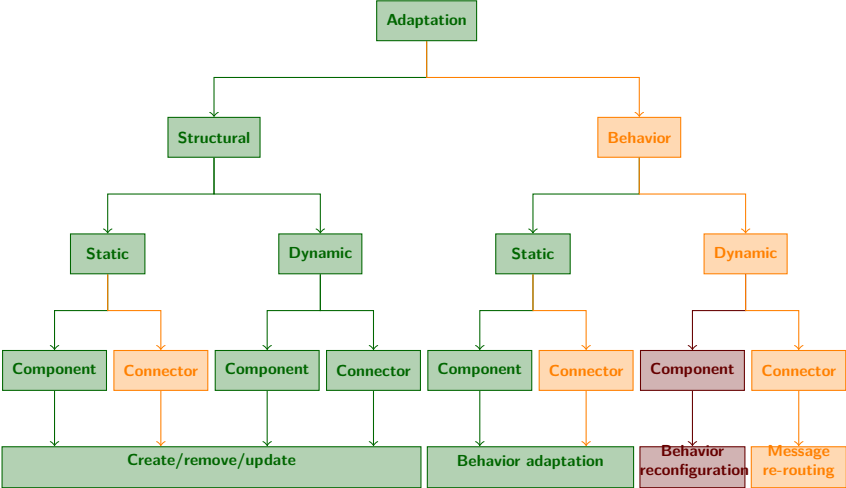 Adaptation
Structural
Behavior
Static
Dynamic
Static
Dynamic
Component
Connector
Component
Connector
Component
Connector
Component
Connector
Create/remove/update
Behavior adaptation
Behavior
reconfiguration
Message
re-routing